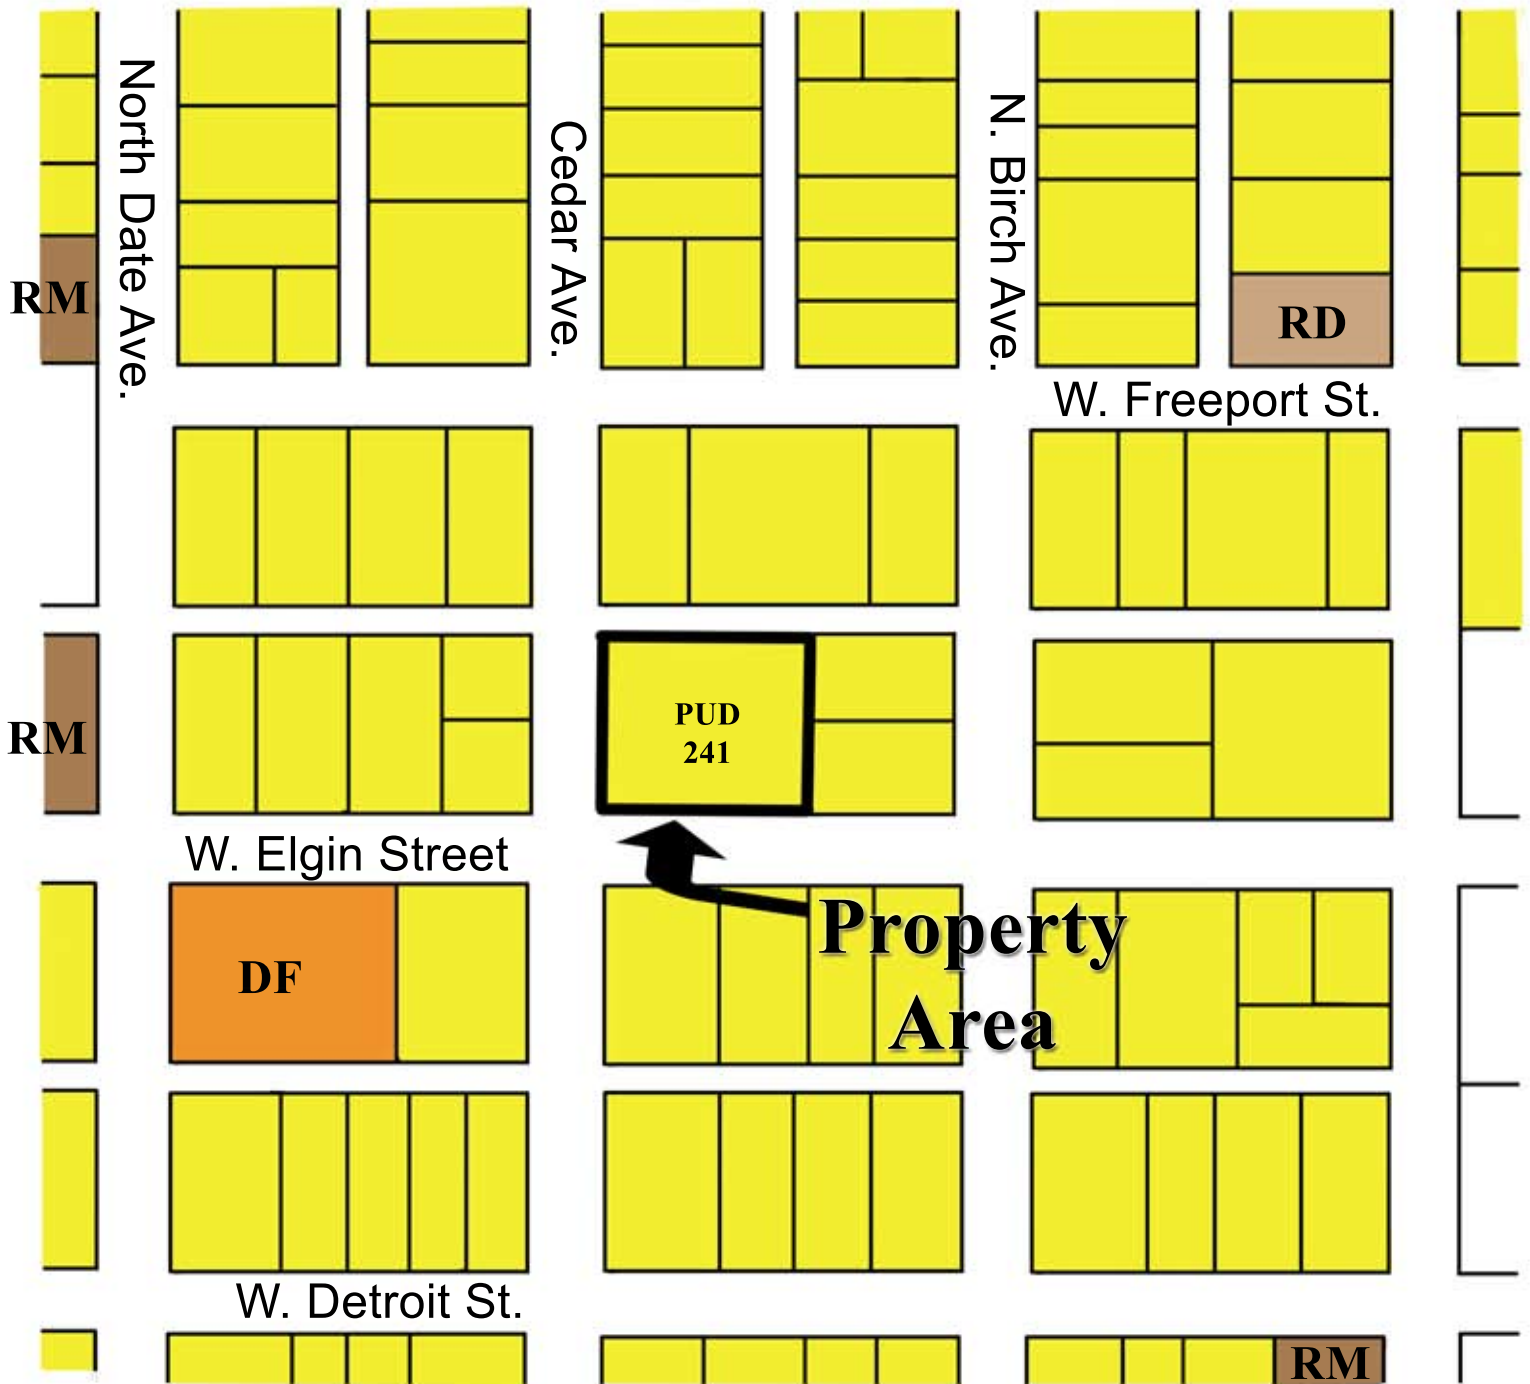 North Date Ave.
Cedar Ave.
N. Birch Ave.
RM
RD
W. Freeport St.
RM
PUD
241
W. Elgin Street
DF
Property
Area
W. Detroit St.
RM